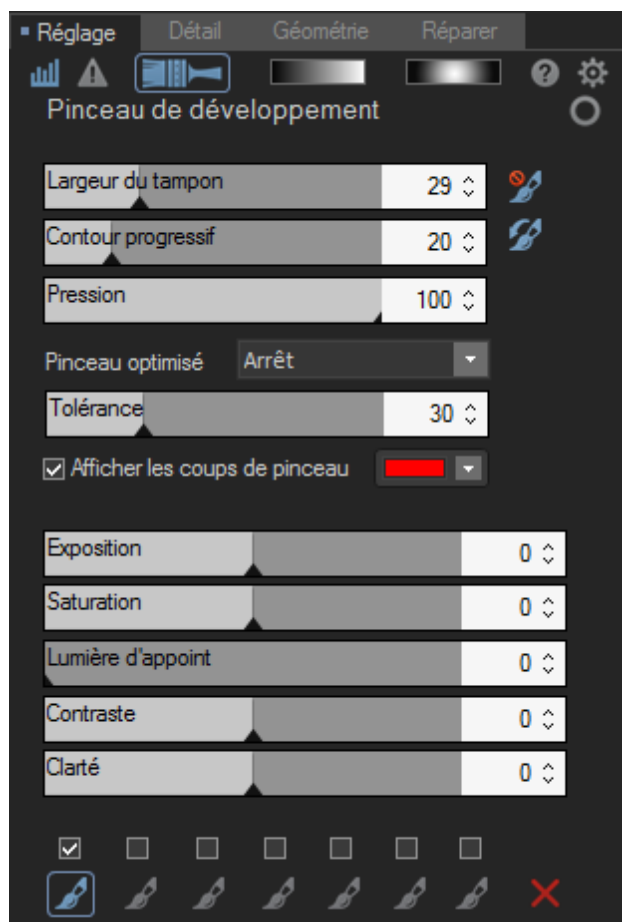 Réglage Détail Géométrie Réparer
Pinceau de développement
Largeur du tampon 29
Contour progressif 20
Pression 100
Pinceau optimisé Arrêt
Tolérance 30
Afficher les coups de pinceau
Exposition 0
Saturation 0
Lumière d'appoint 0
Contraste 0
Clarté 0